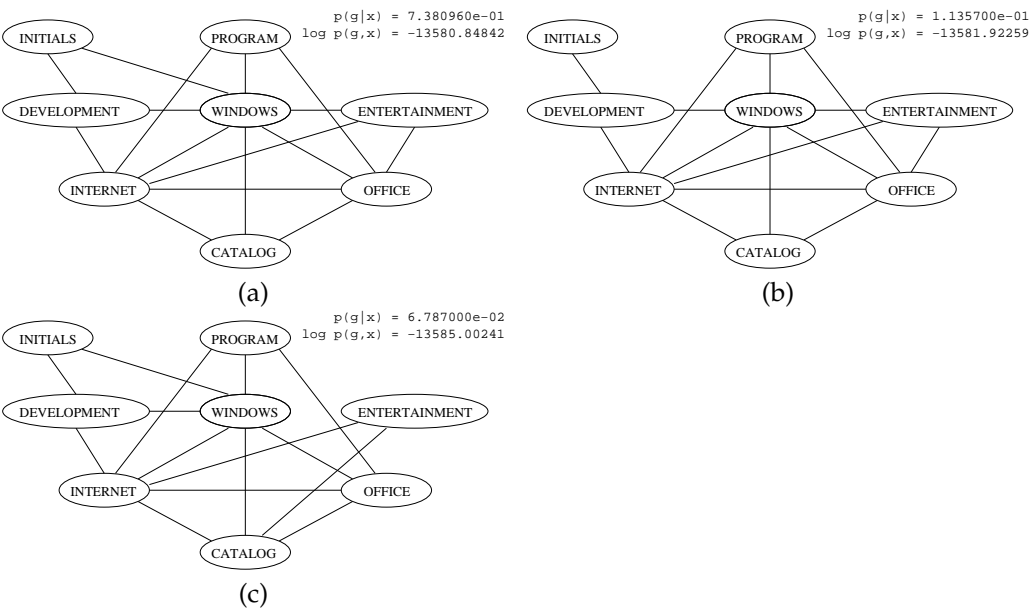 p(g|x) = 7.380960e-01
log p(g,x) = -13580.84842
INITIALS
PROGRAM
DEVELOPMENT
WINDOWS
ENTERTAINMENT
INTERNET
OFFICE
CATALOG
(a)
p(g|x) = 1.135700e-01
log p(g,x) = -13581.92259
INITIALS
PROGRAM
DEVELOPMENT
WINDOWS
ENTERTAINMENT
INTERNET
OFFICE
CATALOG
(b)
p(g|x) = 6.787000e-02
log p(g,x) = -13585.00241
INITIALS
PROGRAM
DEVELOPMENT
WINDOWS
ENTERTAINMENT
INTERNET
OFFICE
CATALOG
(c)